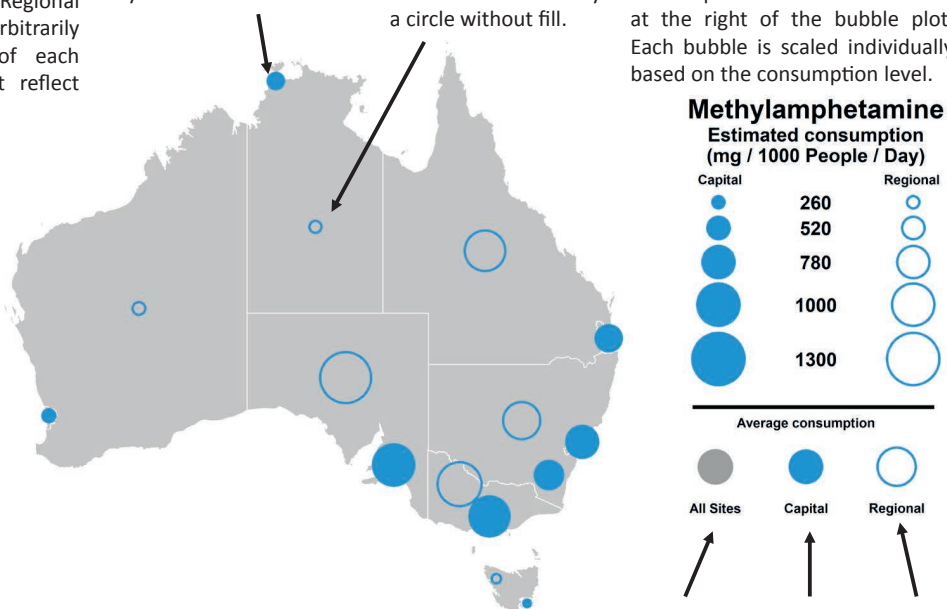 Regional
arbitrarily
of each
reflect
a circle without fill.
at the right of the bubble plot
Each bubble is scaled individually
based on the consumption level.
Methylamphetamine
Estimated consumption
(mg / 1000 People / Day)
Capital Regional
260
520
780
1000
1300
Average consumption
All Sites Capital Regional